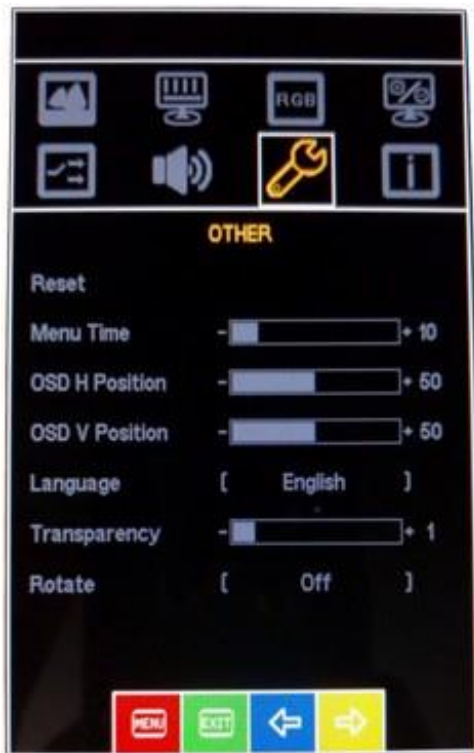 RGB
OTHER
Reset
Menu Time - + 10
OSD H Position - + 50
OSD V Position - + 50
Language [ English ]
Transparency - + 1
Rotate [ Off ]
MENU EXIT